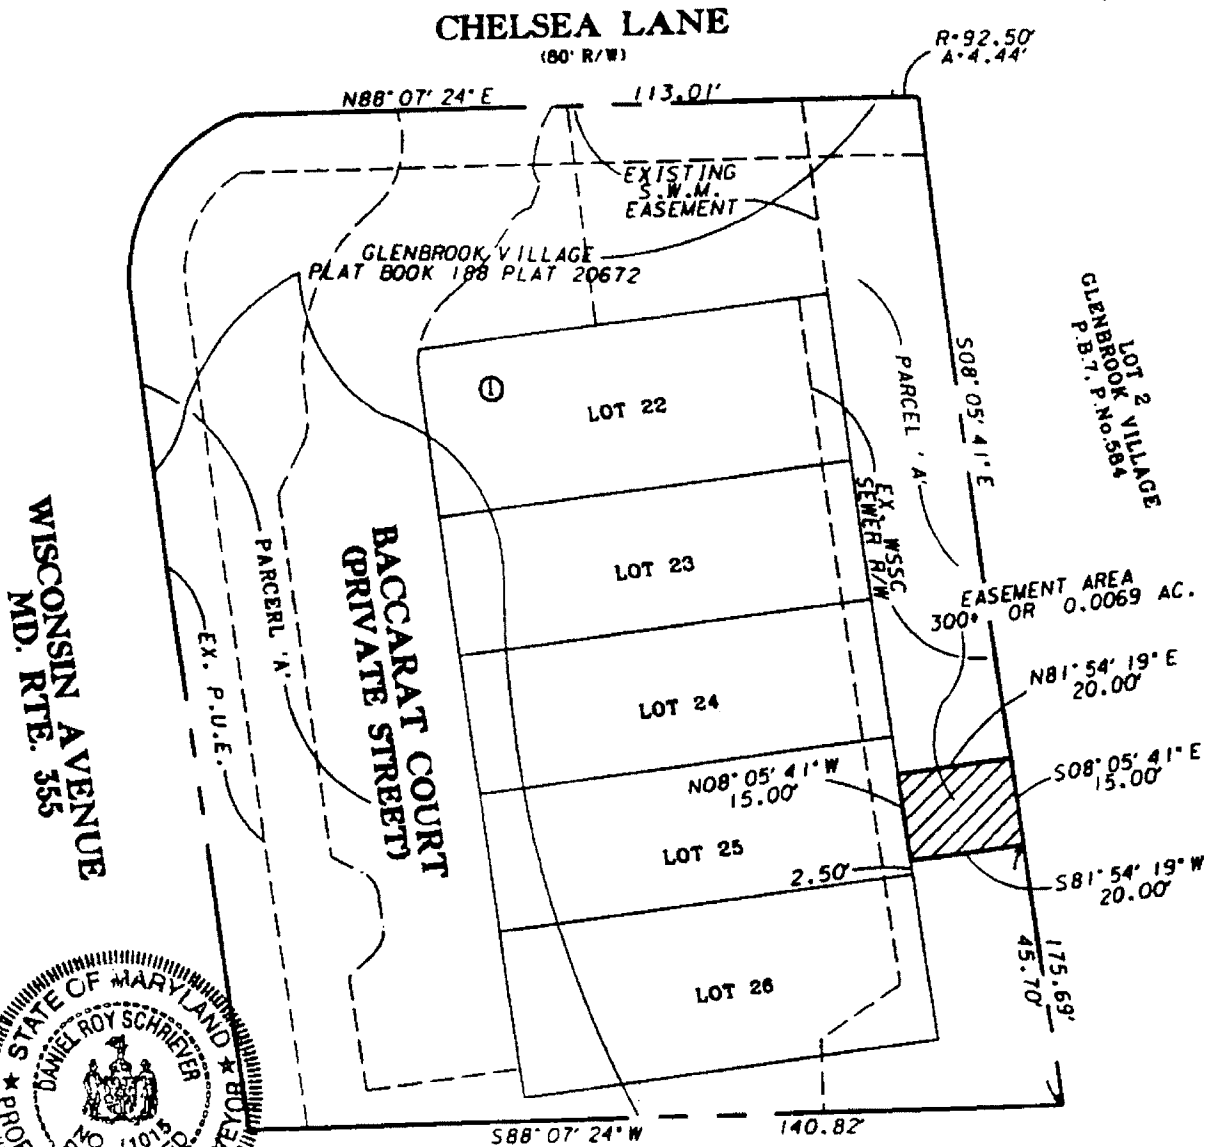 CHELSEA LANE
(80' R/W)
R=92.50'
A=4.44'
N88°07'24"E
113.01'
EXISTING
S.W.M.
EASEMENT
GLENBROOK VILLAGE
PLAT BOOK 188 PLAT 20672
LOT 2
GLENBROOK VILLAGE
P.B.7, P.No.584
S08°05'41"E
PARCEL 'A'
①
LOT 22
EX. WSSC
SEWER R/W
LOT 23
EASEMENT AREA
300+ OR 0.0069 AC.
N81°54'19"E
20.00'
LOT 24
N08°05'41"W
15.00'
S08°05'41"E
15.00'
LOT 25
2.50'
S81°54'19"W
20.00'
175.69'
45.70'
LOT 26
BACCARAT COURT
(PRIVATE STREET)
PARCERL 'A'
EX. P.U.E.
WISCONSIN AVENUE
MD. RTE. 355
★ STATE OF MARYLAND ★
DANIEL ROY SCHRIEVER
NO. 11015
S88°07'24"W
140.82'